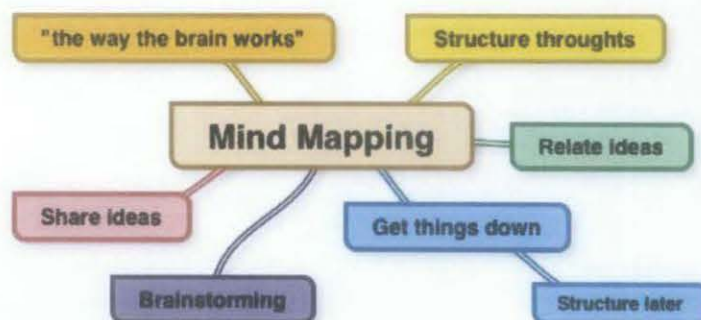 "the way the brain works"
Structure throughts
Mind Mapping
Relate ideas
Share ideas
Get things down
Brainstorming
Structure later